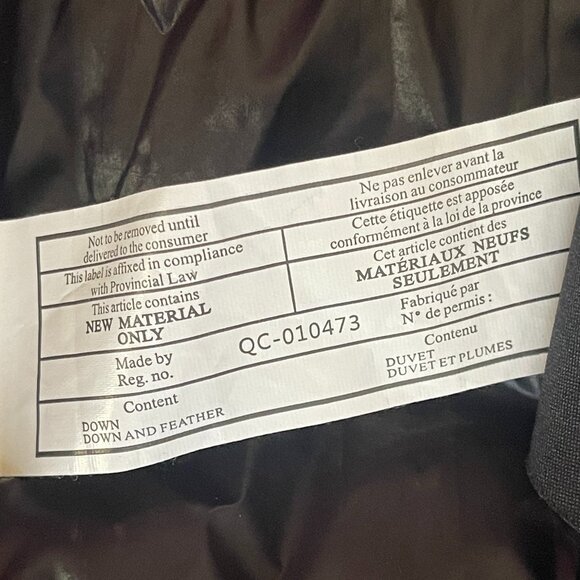 Not to be removed until
delivered to the consumer
Ne pas enlever avant la
livraison au consommateur
This label is affixed in compliance
with Provincial Law
Cette étiquette est apposée
conformément à la loi de la province
This article contains
NEW MATERIAL
ONLY
Cet article contient des
MATÉRIAUX NEUFS
SEULEMENT
Made by
Reg. no.
QC-010473
Fabriqué par
N° de permis :
Content
Contenu
DOWN
DOWN AND FEATHER
DUVET
DUVET ET PLUMES